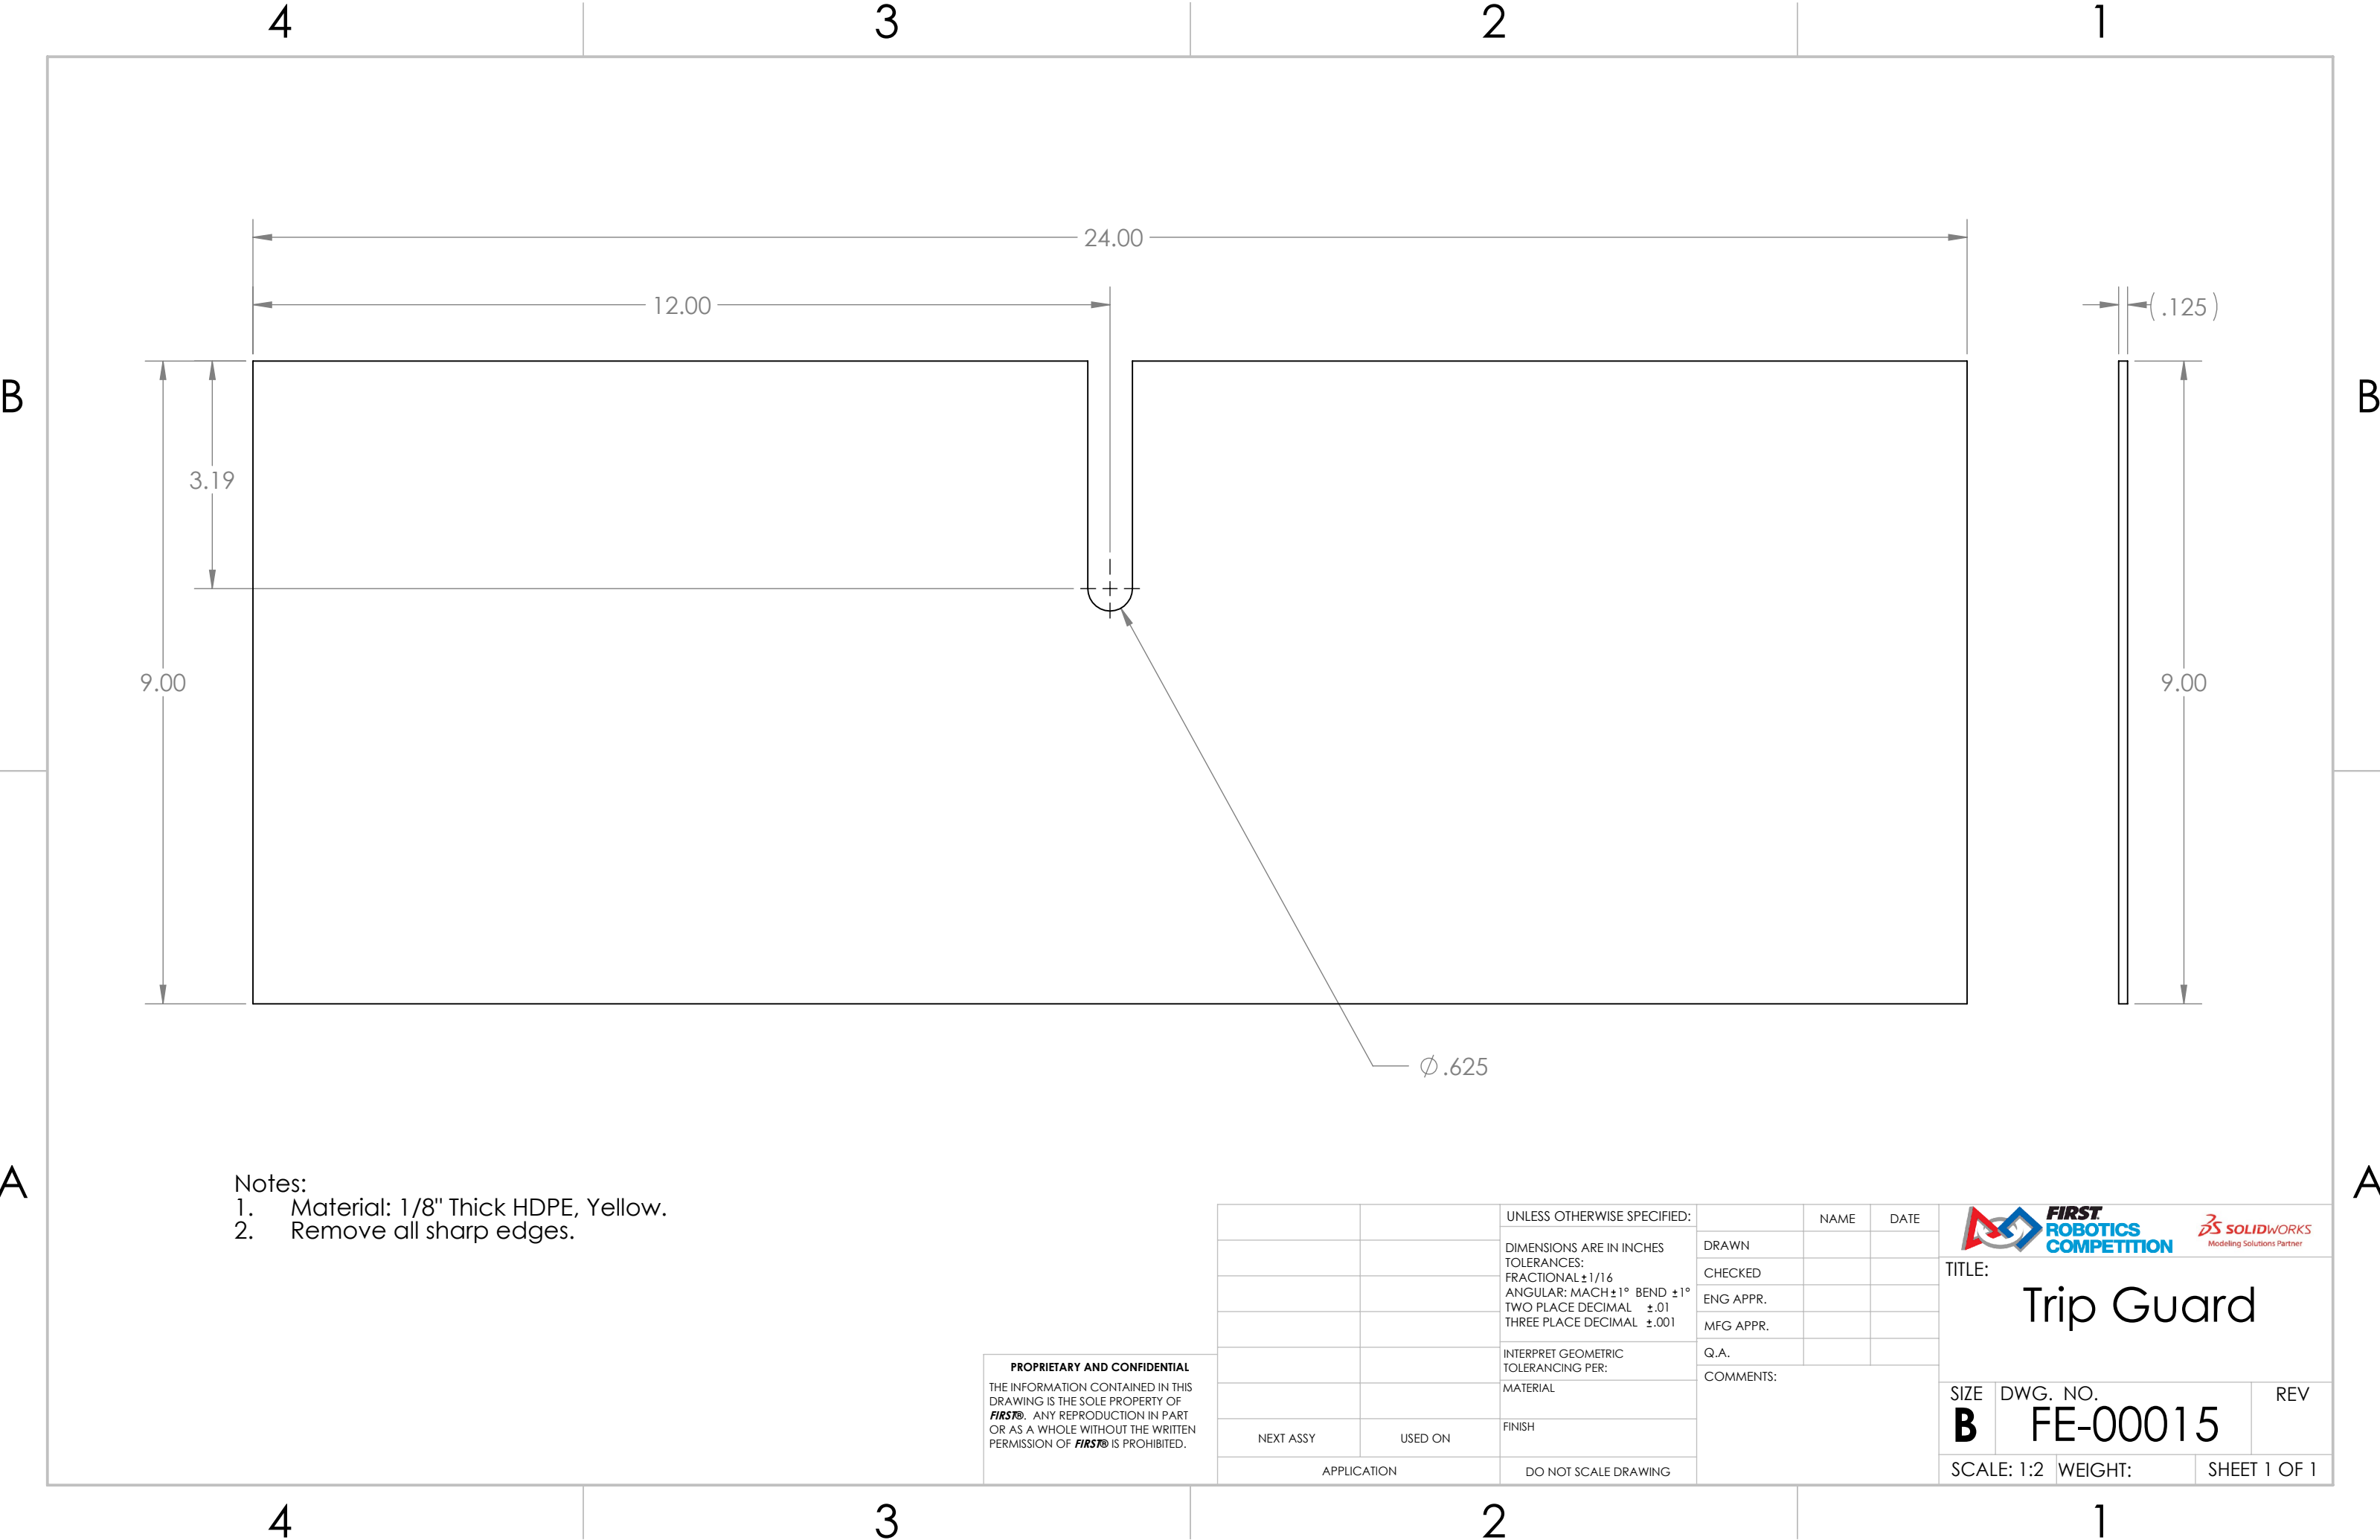 4 3 2 1
24.00
12.00
(.125)
B B
3.19
9.00 9.00
⌀.625
A A
Notes:
1. Material: 1/8" Thick HDPE, Yellow.
2. Remove all sharp edges.
PROPRIETARY AND CONFIDENTIAL
THE INFORMATION CONTAINED IN THIS
DRAWING IS THE SOLE PROPERTY OF
FIRST®. ANY REPRODUCTION IN PART
OR AS A WHOLE WITHOUT THE WRITTEN
PERMISSION OF FIRST® IS PROHIBITED.
NEXT ASSY USED ON
APPLICATION
UNLESS OTHERWISE SPECIFIED:
DIMENSIONS ARE IN INCHES
TOLERANCES:
FRACTIONAL ±1/16
ANGULAR: MACH ±1° BEND ±1°
TWO PLACE DECIMAL ±.01
THREE PLACE DECIMAL ±.001
INTERPRET GEOMETRIC
TOLERANCING PER:
MATERIAL
FINISH
DO NOT SCALE DRAWING
NAME DATE
DRAWN
CHECKED
ENG APPR.
MFG APPR.
Q.A.
COMMENTS:
FIRST
ROBOTICS
COMPETITION
SOLIDWORKS
Modeling Solutions Partner
TITLE:
Trip Guard
SIZE DWG. NO. REV
B FE-00015
SCALE: 1:2 WEIGHT: SHEET 1 OF 1
4 3 2 1